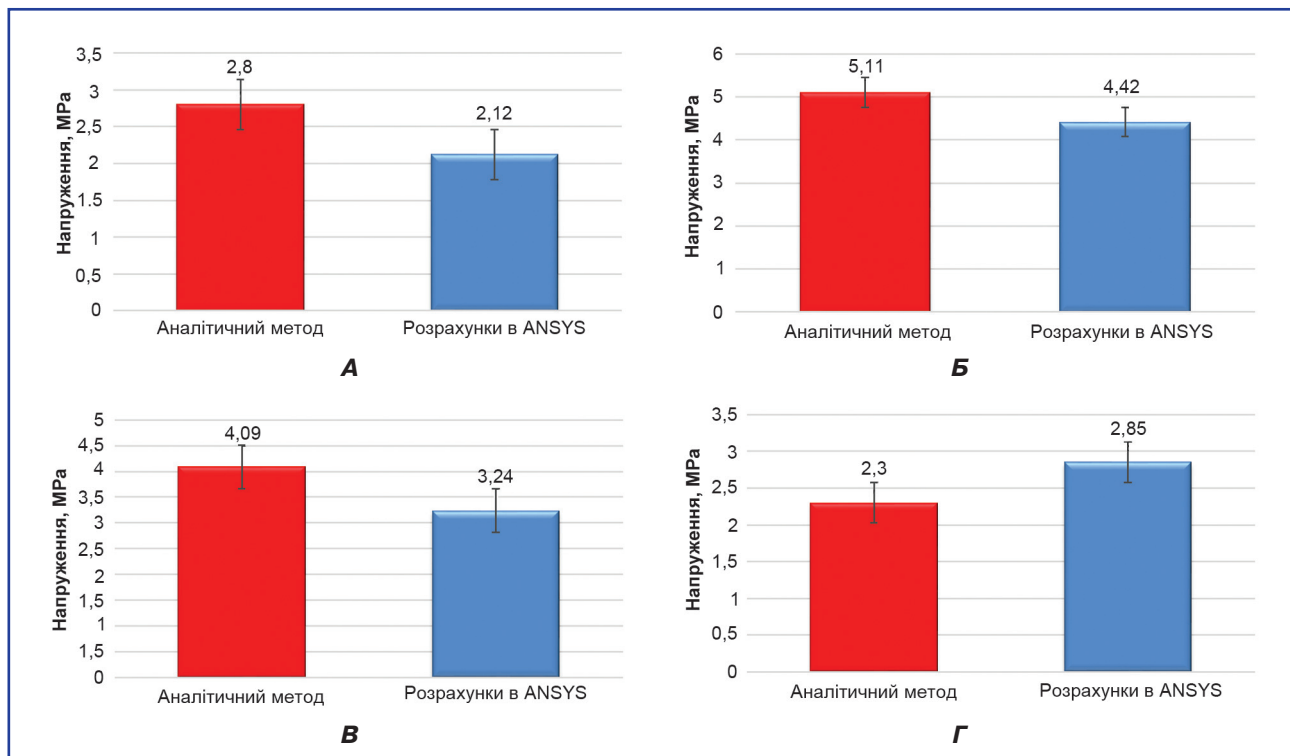 3,5
3
2,5
2
1,5
1
0,5
0
Напруження, MPa
2,8
2,12
Аналітичний метод
Розрахунки в ANSYS
А
6
5
4
3
2
1
0
Напруження, MPa
5,11
4,42
Аналітичний метод
Розрахунки в ANSYS
Б
5
4,5
4
3,5
3
2,5
2
1,5
1
1,5
0
Напруження, MPa
4,09
3,24
Аналітичний метод
Розрахунки в ANSYS
В
3,5
3
2,5
2
1,5
1
0,5
0
Напруження, MPa
2,3
2,85
Аналітичний метод
Розрахунки в ANSYS
Г